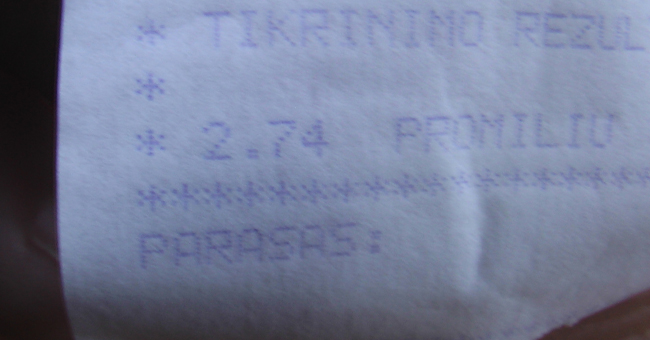 * TIKRINIMO REZUL
*
* 2.74 PROMILIU
******************
PARASAS: